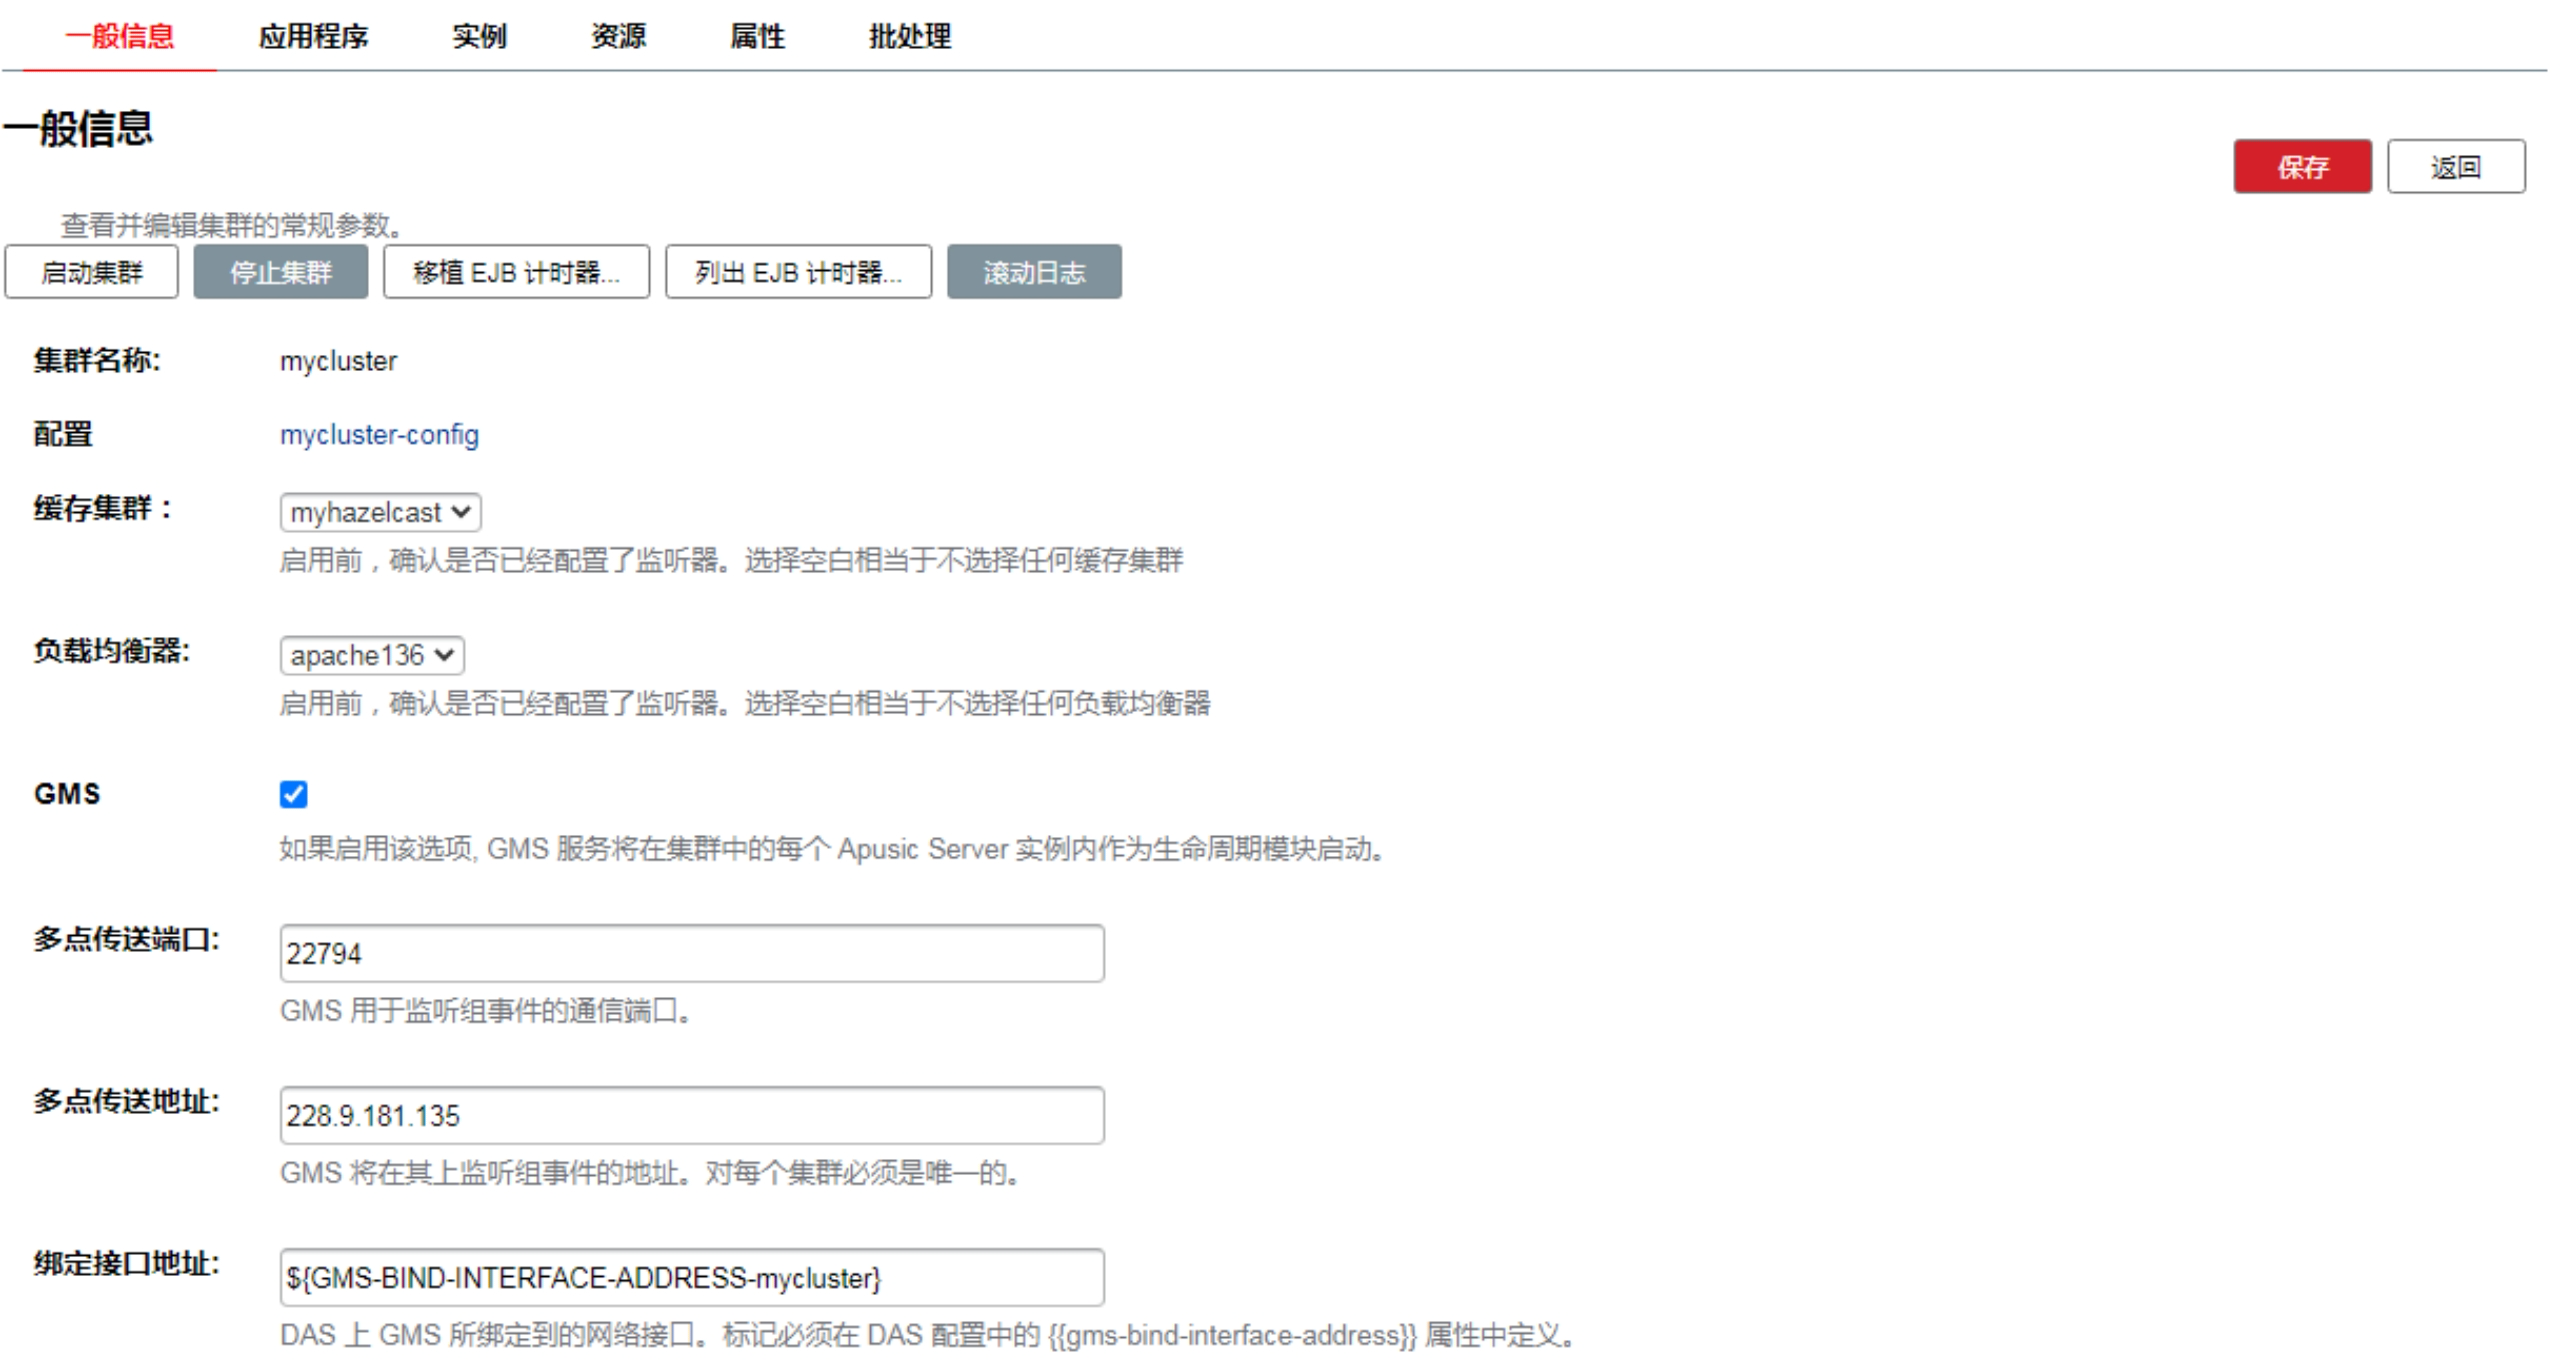 一般信息 应用程序 实例 资源 属性 批处理
一般信息
保存 返回
查看并编辑集群的常规参数。
启动集群 停止集群 移植 EJB 计时器... 列出 EJB 计时器... 滚动日志
集群名称: mycluster
配置 mycluster-config
缓存集群： myhazelcast
启用前，确认是否已经配置了监听器。选择空白相当于不选择任何缓存集群
负载均衡器: apache136
启用前，确认是否已经配置了监听器。选择空白相当于不选择任何负载均衡器
GMS
如果启用该选项, GMS 服务将在集群中的每个 Apusic Server 实例内作为生命周期模块启动。
多点传送端口: 22794
GMS 用于监听组事件的通信端口。
多点传送地址: 228.9.181.135
GMS 将在其上监听组事件的地址。对每个集群必须是唯一的。
绑定接口地址: ${GMS-BIND-INTERFACE-ADDRESS-mycluster}
DAS 上 GMS 所绑定到的网络接口。标记必须在 DAS 配置中的 {{gms-bind-interface-address}} 属性中定义。